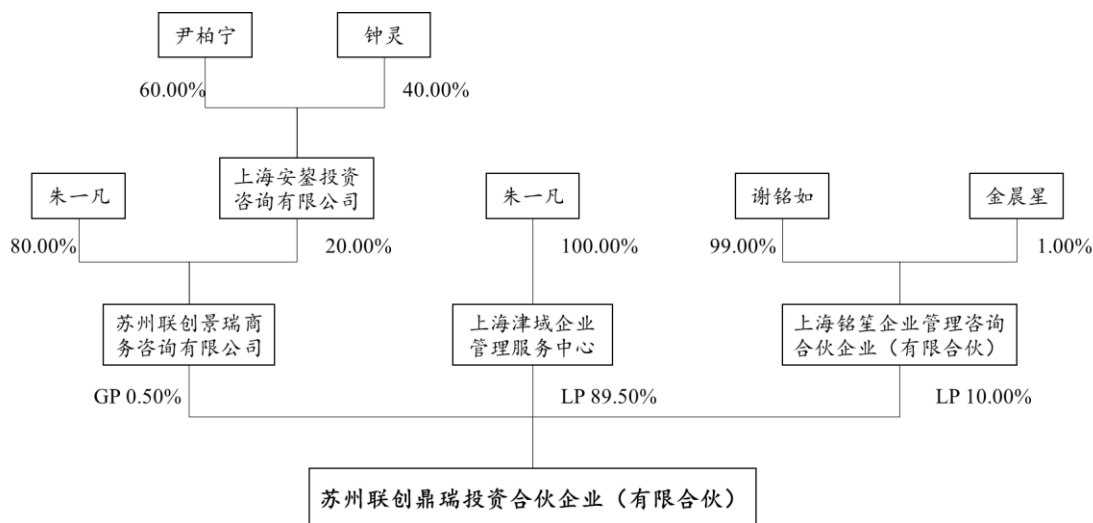 尹柏宁
钟灵
60.00%
40.00%
朱一凡
上海安鋆投资
咨询有限公司
朱一凡
谢铭如
金晨星
80.00%
20.00%
100.00%
99.00%
1.00%
苏州联创景瑞商
务咨询有限公司
上海津域企业
管理服务中心
上海铭笙企业管理咨询
合伙企业（有限合伙）
GP 0.50%
LP 89.50%
LP 10.00%
苏州联创鼎瑞投资合伙企业（有限合伙）